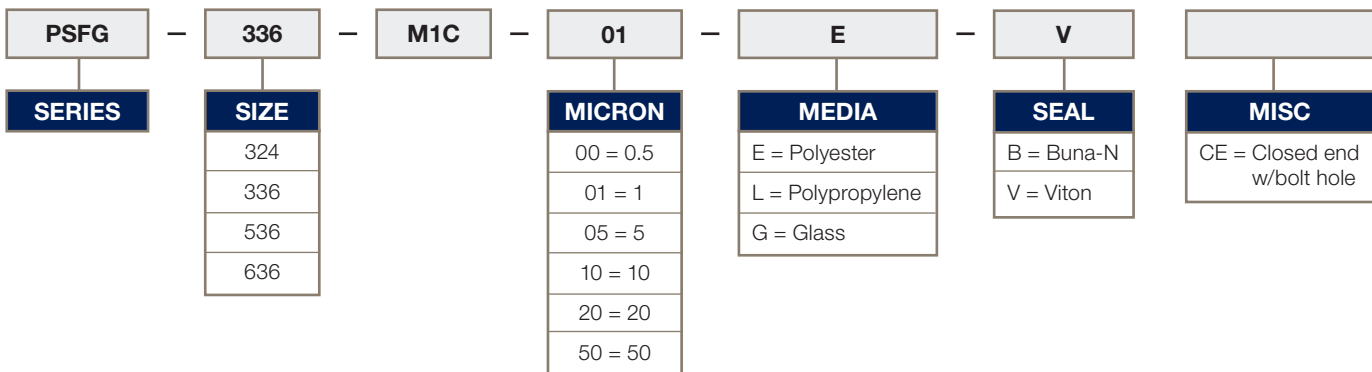 PSFG – 336 – M1C – 01 – E – V
SERIES SIZE MICRON MEDIA SEAL MISC
324 00 = 0.5 E = Polyester B = Buna-N CE = Closed end
w/bolt hole
336 01 = 1 L = Polypropylene V = Viton
536 05 = 5 G = Glass
636 10 = 10
20 = 20
50 = 50